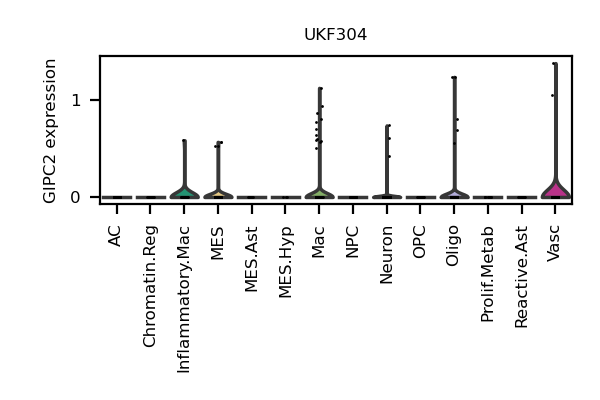 UKF304
GIPC2 expression
1
0
AC
Chromatin.Reg
Inflammatory.Mac
MES
MES.Ast
MES.Hyp
Mac
NPC
Neuron
OPC
Oligo
Prolif.Metab
Reactive.Ast
Vasc